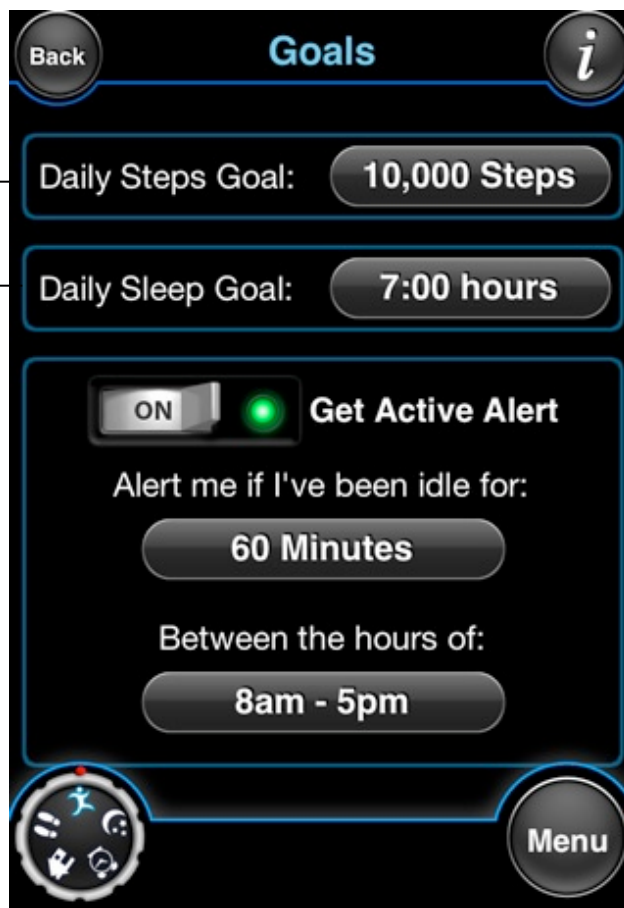 Back
Goals
i
Daily Steps Goal:
10,000 Steps
Daily Sleep Goal:
7:00 hours
ON
Get Active Alert
Alert me if I've been idle for:
60 Minutes
Between the hours of:
8am - 5pm
Menu